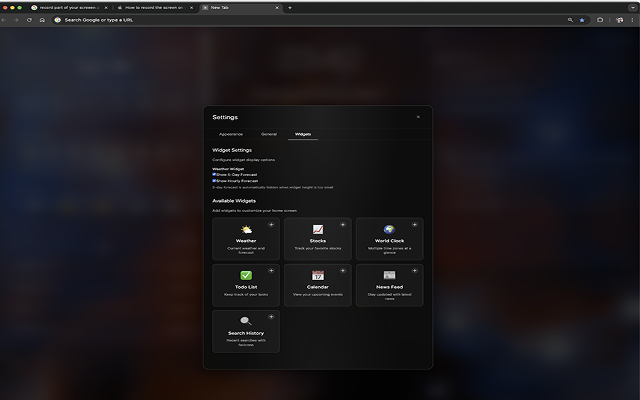 record part of your screeen
How to record the screen on
New Tab
Search Google or type a URL
Settings
Appearance
General
Widgets
Widget Settings
Configure widget display options
Weather Widget
Show 5-Day Forecast
Show Hourly Forecast
5-day forecast is automatically hidden when widget height is too small
Available Widgets
Add widgets to customize your home screen
Weather
Current weather and
forecast
Stocks
Track your favorite stocks
World Clock
Multiple time zones at a
glance
Todo List
Keep track of your tasks
Calendar
17
View your upcoming events
News Feed
Stay updated with latest
news
Search History
Recent searches with
favicons